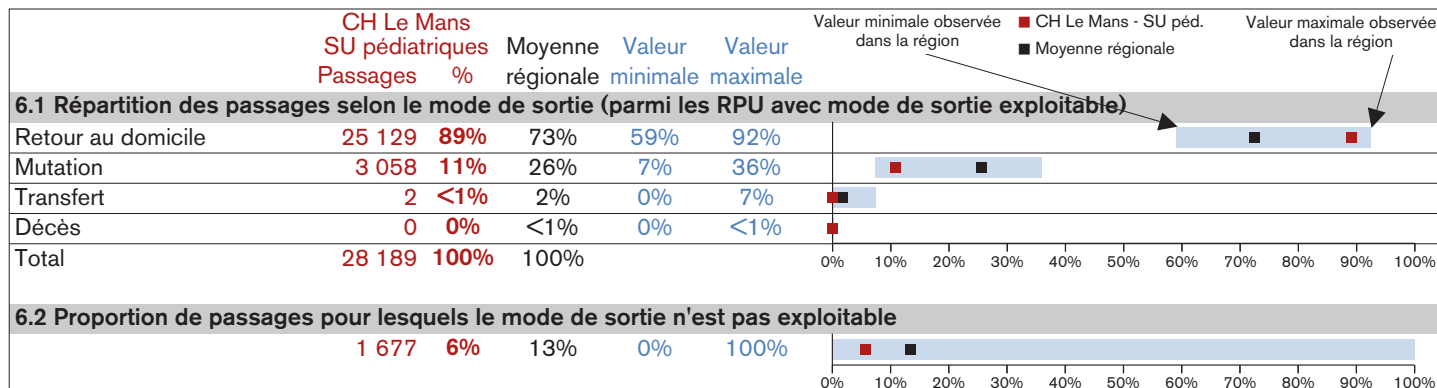 CH Le Mans
SU pédiatriques Moyenne Valeur Valeur
Passages % régionale minimale maximale
Valeur minimale observée
dans la région
CH Le Mans - SU péd.
Moyenne régionale
Valeur maximale observée
dans la région
6.1 Répartition des passages selon le mode de sortie (parmi les RPU avec mode de sortie exploitable)
Retour au domicile 25 129 89% 73% 59% 92%
Mutation 3 058 11% 26% 7% 36%
Transfert 2 <1% 2% 0% 7%
Décès 0 0% <1% 0% <1%
Total 28 189 100% 100%
0% 10% 20% 30% 40% 50% 60% 70% 80% 90% 100%
6.2 Proportion de passages pour lesquels le mode de sortie n'est pas exploitable
1 677 6% 13% 0% 100%
0% 10% 20% 30% 40% 50% 60% 70% 80% 90% 100%